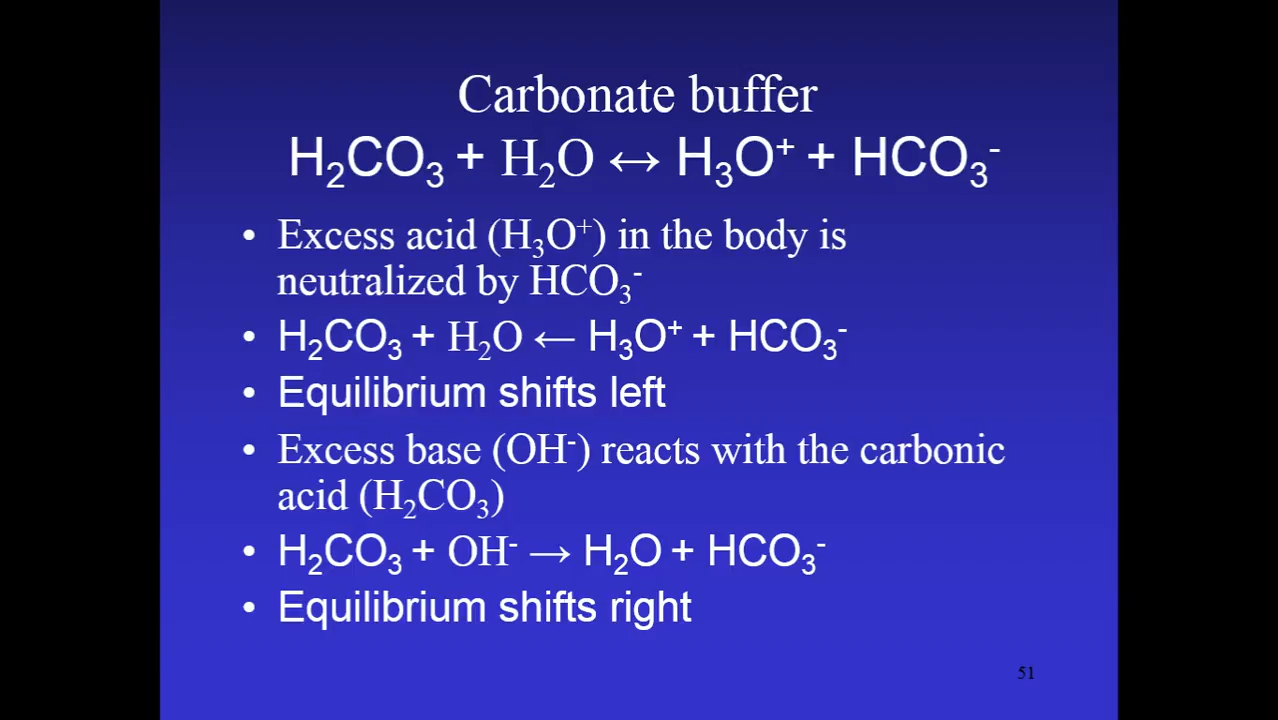 Carbonate buffer
H₂CO₃ + H₂O ↔ H₃O⁺ + HCO₃⁻
• Excess acid (H₃O⁺) in the body is
neutralized by HCO₃⁻
• H₂CO₃ + H₂O ← H₃O⁺ + HCO₃⁻
• Equilibrium shifts left
• Excess base (OH⁻) reacts with the carbonic
acid (H₂CO₃)
• H₂CO₃ + OH⁻ → H₂O + HCO₃⁻
• Equilibrium shifts right
51